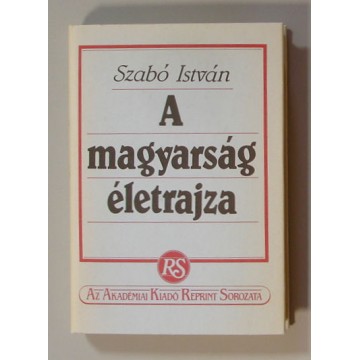 Szabó István
A
magyarság
életrajza
RS
Az Akadémiai Kiadó Reprint Sorozata